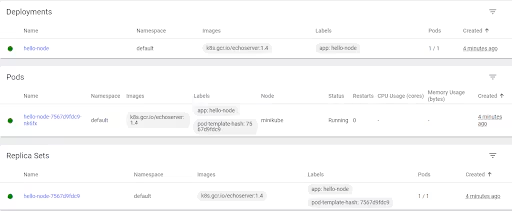 Deployments
Name Namespace Images Labels Pods Created
hello-node default k8s.gcr.io/echoserver:1.4 app: hello-node 1 / 1 4 minutes ago
Pods
Name Namespace Images Labels Node Status Restarts CPU Usage (cores) Memory Usage (bytes) Created
hello-node-7567d9fdc9-nk5fx default k8s.gcr.io/echoserver:1.4 app: hello-node minikube Running 0 - - 4 minutes ago
pod-template-hash: 7567d9fdc9
Replica Sets
Name Namespace Images Labels Pods Created
hello-node-7567d9fdc9 default k8s.gcr.io/echoserver:1.4 app: hello-node 1 / 1 4 minutes ago
pod-template-hash: 7567d9fdc9